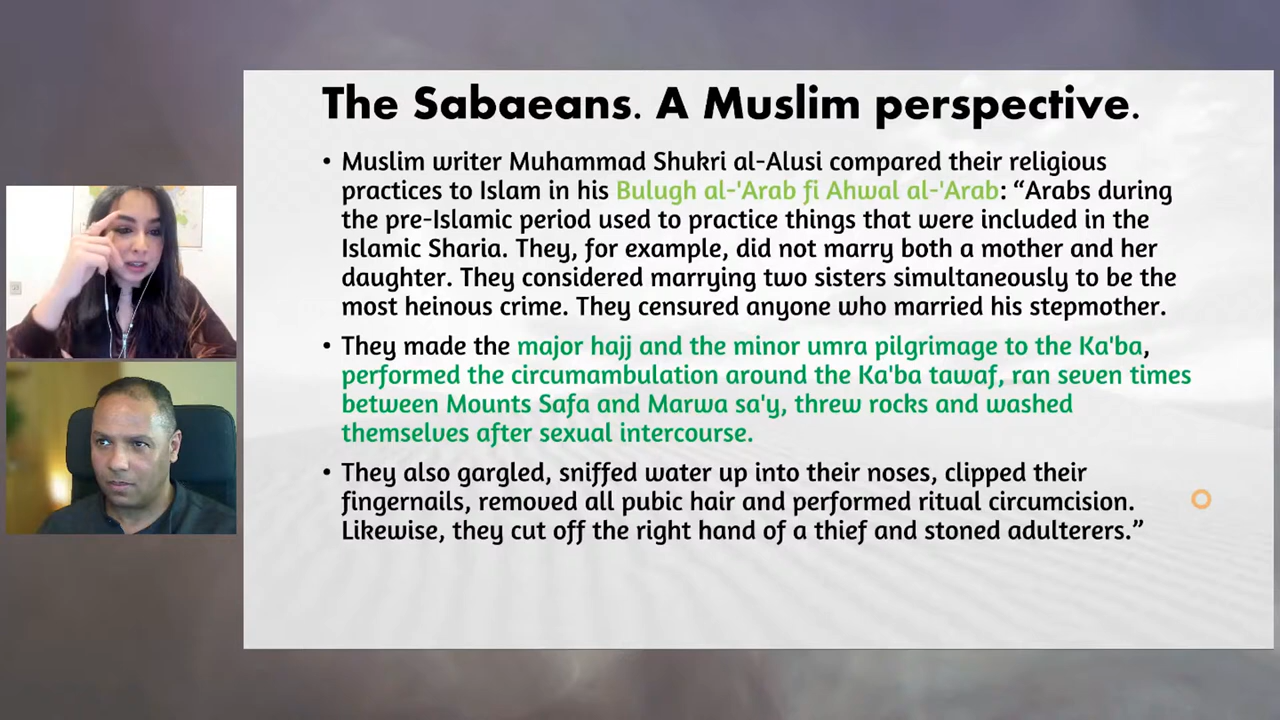 The Sabaeans. A Muslim perspective.
• Muslim writer Muhammad Shukri al-Alusi compared their religious
practices to Islam in his Bulugh al-'Arab fi Ahwal al-'Arab: “Arabs during
the pre-Islamic period used to practice things that were included in the
Islamic Sharia. They, for example, did not marry both a mother and her
daughter. They considered marrying two sisters simultaneously to be the
most heinous crime. They censured anyone who married his stepmother.
• They made the major hajj and the minor umra pilgrimage to the Ka'ba,
performed the circumambulation around the Ka'ba tawaf, ran seven times
between Mounts Safa and Marwa sa'y, threw rocks and washed
themselves after sexual intercourse.
• They also gargled, sniffed water up into their noses, clipped their
fingernails, removed all pubic hair and performed ritual circumcision.
Likewise, they cut off the right hand of a thief and stoned adulterers.”